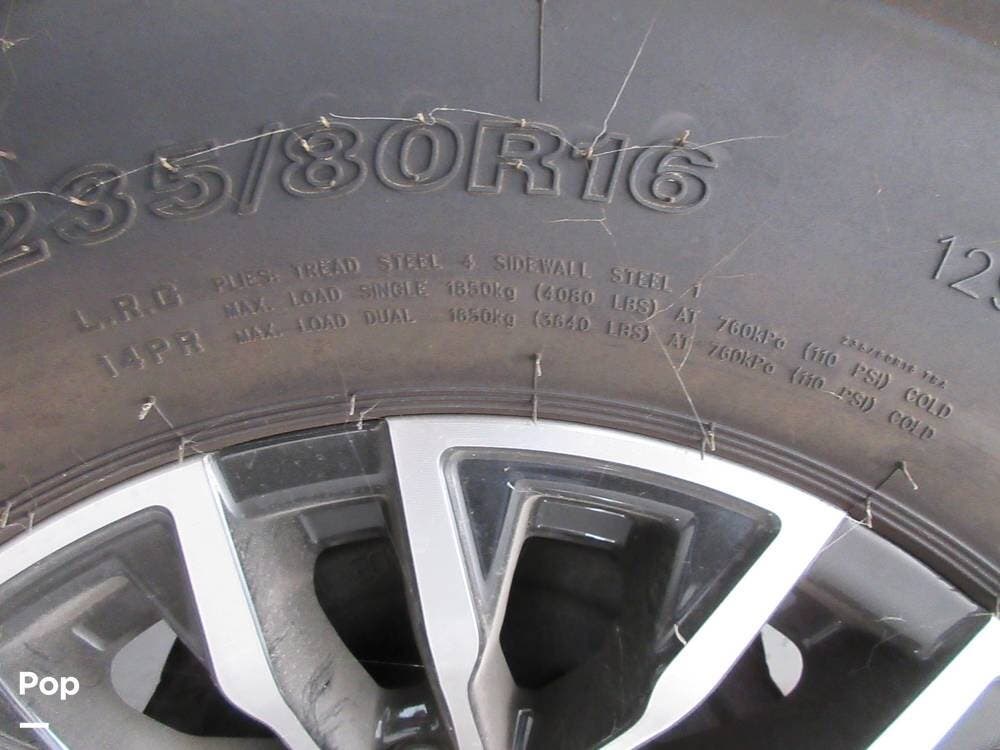 235/80R16
L.R.G PLIES: TREAD STEEL 4 SIDEWALL STEEL 1
14PR MAX. LOAD SINGLE 1850kg (4080 LBS) AT 760kPa (110 PSI) COLD
MAX. LOAD DUAL 1650kg (3640 LBS) AT 760kPa (110 PSI) COLD
Pop